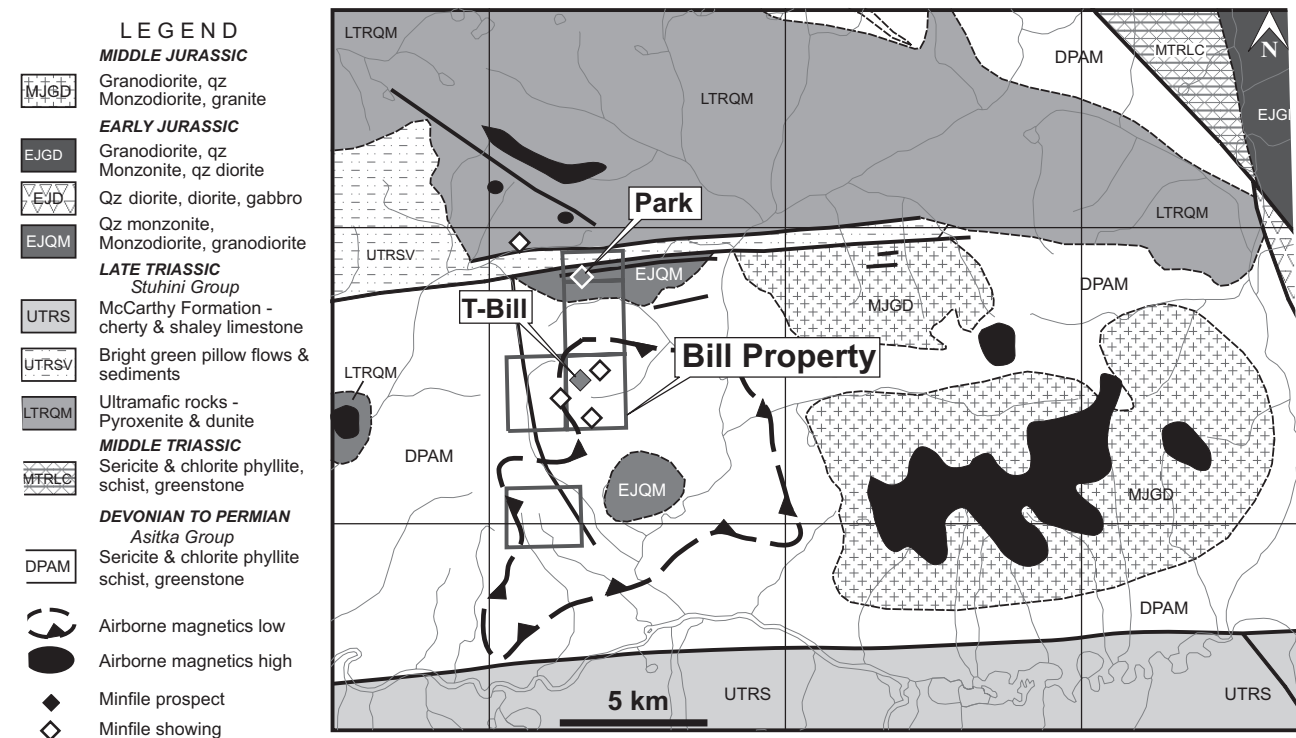 LEGEND
MIDDLE JURASSIC
MJGD
Granodiorite, qz
Monzodiorite, granite
EARLY JURASSIC
EJGD
Granodiorite, qz
Monzonite, qz diorite
EJD
Qz diorite, diorite, gabbro
EJQM
Qz monzonite,
Monzodiorite, granodiorite
LATE TRIASSIC
Stuhini Group
UTRS
McCarthy Formation -
cherty & shaley limestone
UTRSV
Bright green pillow flows &
sediments
LTRQM
Ultramafic rocks -
Pyroxenite & dunite
MIDDLE TRIASSIC
MTRLC
Sericite & chlorite phyllite,
schist, greenstone
DEVONIAN TO PERMIAN
Asitka Group
DPAM
Sericite & chlorite phyllite
schist, greenstone
Airborne magnetics low
Airborne magnetics high
Minfile prospect
Minfile showing
LTRQM
DPAM
MTRLC
N
LTRQM
EJG
Park
LTRQM
UTRSV
EJQM
DPAM
T-Bill
MJGD
Bill Property
LTRQM
DPAM
EJQM
MJGD
DPAM
5 km
UTRS
UTRS